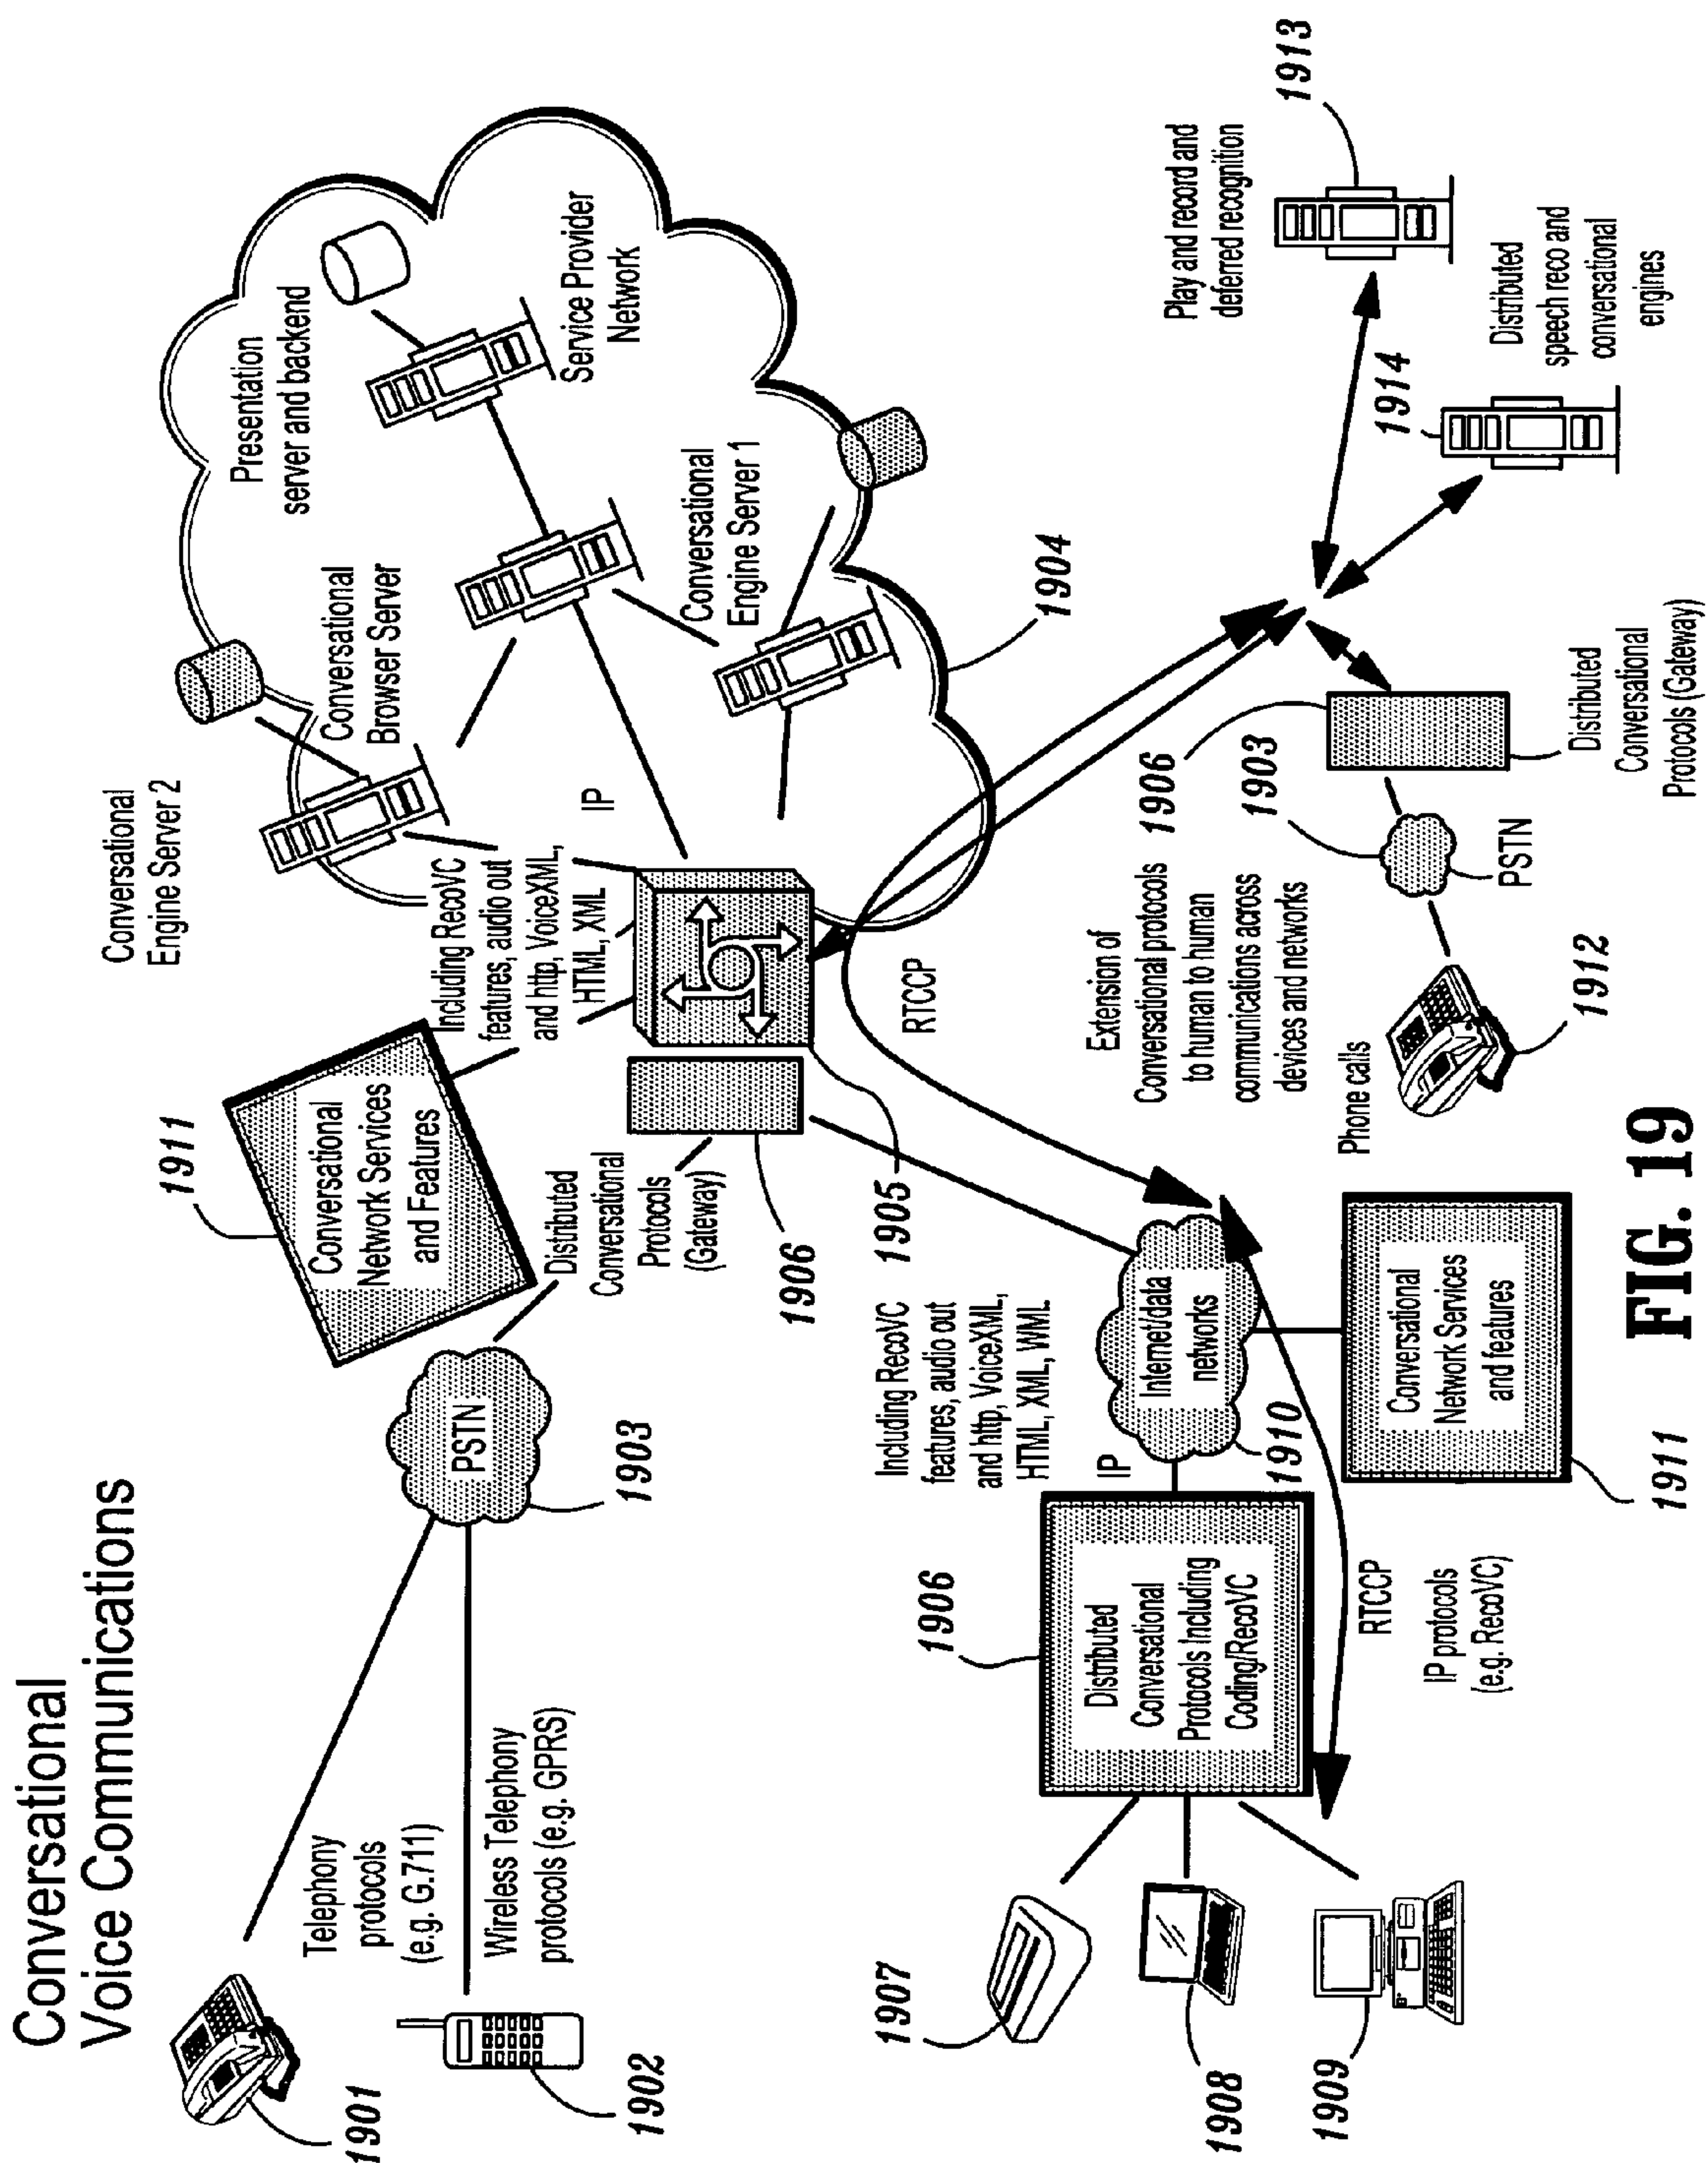 Conversational
Voice Communications
1901
Telephony
protocols
(e.g. G.711)
1902
Wireless Telephony
protocols (e.g. GPRS)
PSTN
1903
1911
Conversational
Network Services
and Features
Distributed
Conversational
Protocols
(Gateway)
1906
1905
Conversational
Engine Server 2
Including RecoVC
features, audio out
and http, VoiceXML,
HTML, XML
IP
Conversational
Browser Server
Presentation
server and backend
Service Provider
Network
Conversational
Engine Server 1
1904
RTCCP
1907
1908
1909
1906
Distributed
Conversational
Protocols Including
Coding/RecoVC
Including RecoVC
features, audio out
and http, VoiceXML,
HTML, XML, WML
IP
Internet/data
networks
1910
RTCCP
IP protocols
(e.g. RecoVC)
Conversational
Network Services
and features
1911
Extension of
Conversational protpcols
to human to human
communications across
devices and networks
Phone calls
1912
PSTN
1903
1906
Distributed
Conversational
Protocols (Gateway)
Play and record and
deferred recognition
1913
1914
Distributed
speech reco and
conversational
engines
FIG. 19